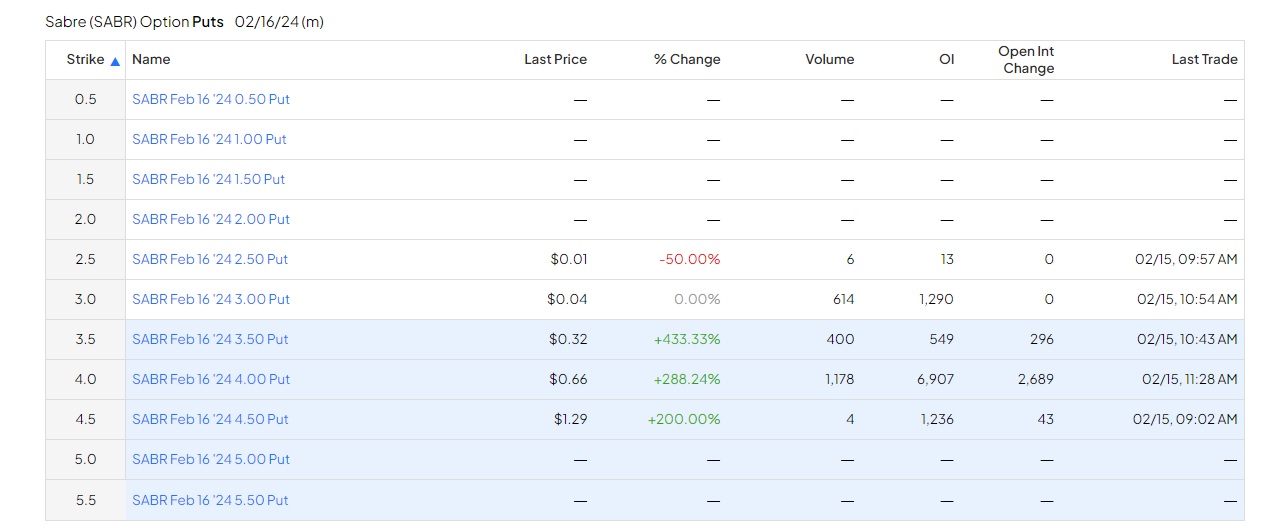 Sabre (SABR) Option Puts 02/16/24 (m)
Strike ▲ Name Last Price % Change Volume OI Open Int Change Last Trade
0.5 SABR Feb 16 '24 0.50 Put — — — — — —
1.0 SABR Feb 16 '24 1.00 Put — — — — — —
1.5 SABR Feb 16 '24 1.50 Put — — — — — —
2.0 SABR Feb 16 '24 2.00 Put — — — — — —
2.5 SABR Feb 16 '24 2.50 Put $0.01 -50.00% 6 13 0 02/15, 09:57 AM
3.0 SABR Feb 16 '24 3.00 Put $0.04 0.00% 614 1,290 0 02/15, 10:54 AM
3.5 SABR Feb 16 '24 3.50 Put $0.32 +433.33% 400 549 296 02/15, 10:43 AM
4.0 SABR Feb 16 '24 4.00 Put $0.66 +288.24% 1,178 6,907 2,689 02/15, 11:28 AM
4.5 SABR Feb 16 '24 4.50 Put $1.29 +200.00% 4 1,236 43 02/15, 09:02 AM
5.0 SABR Feb 16 '24 5.00 Put — — — — — —
5.5 SABR Feb 16 '24 5.50 Put — — — — — —